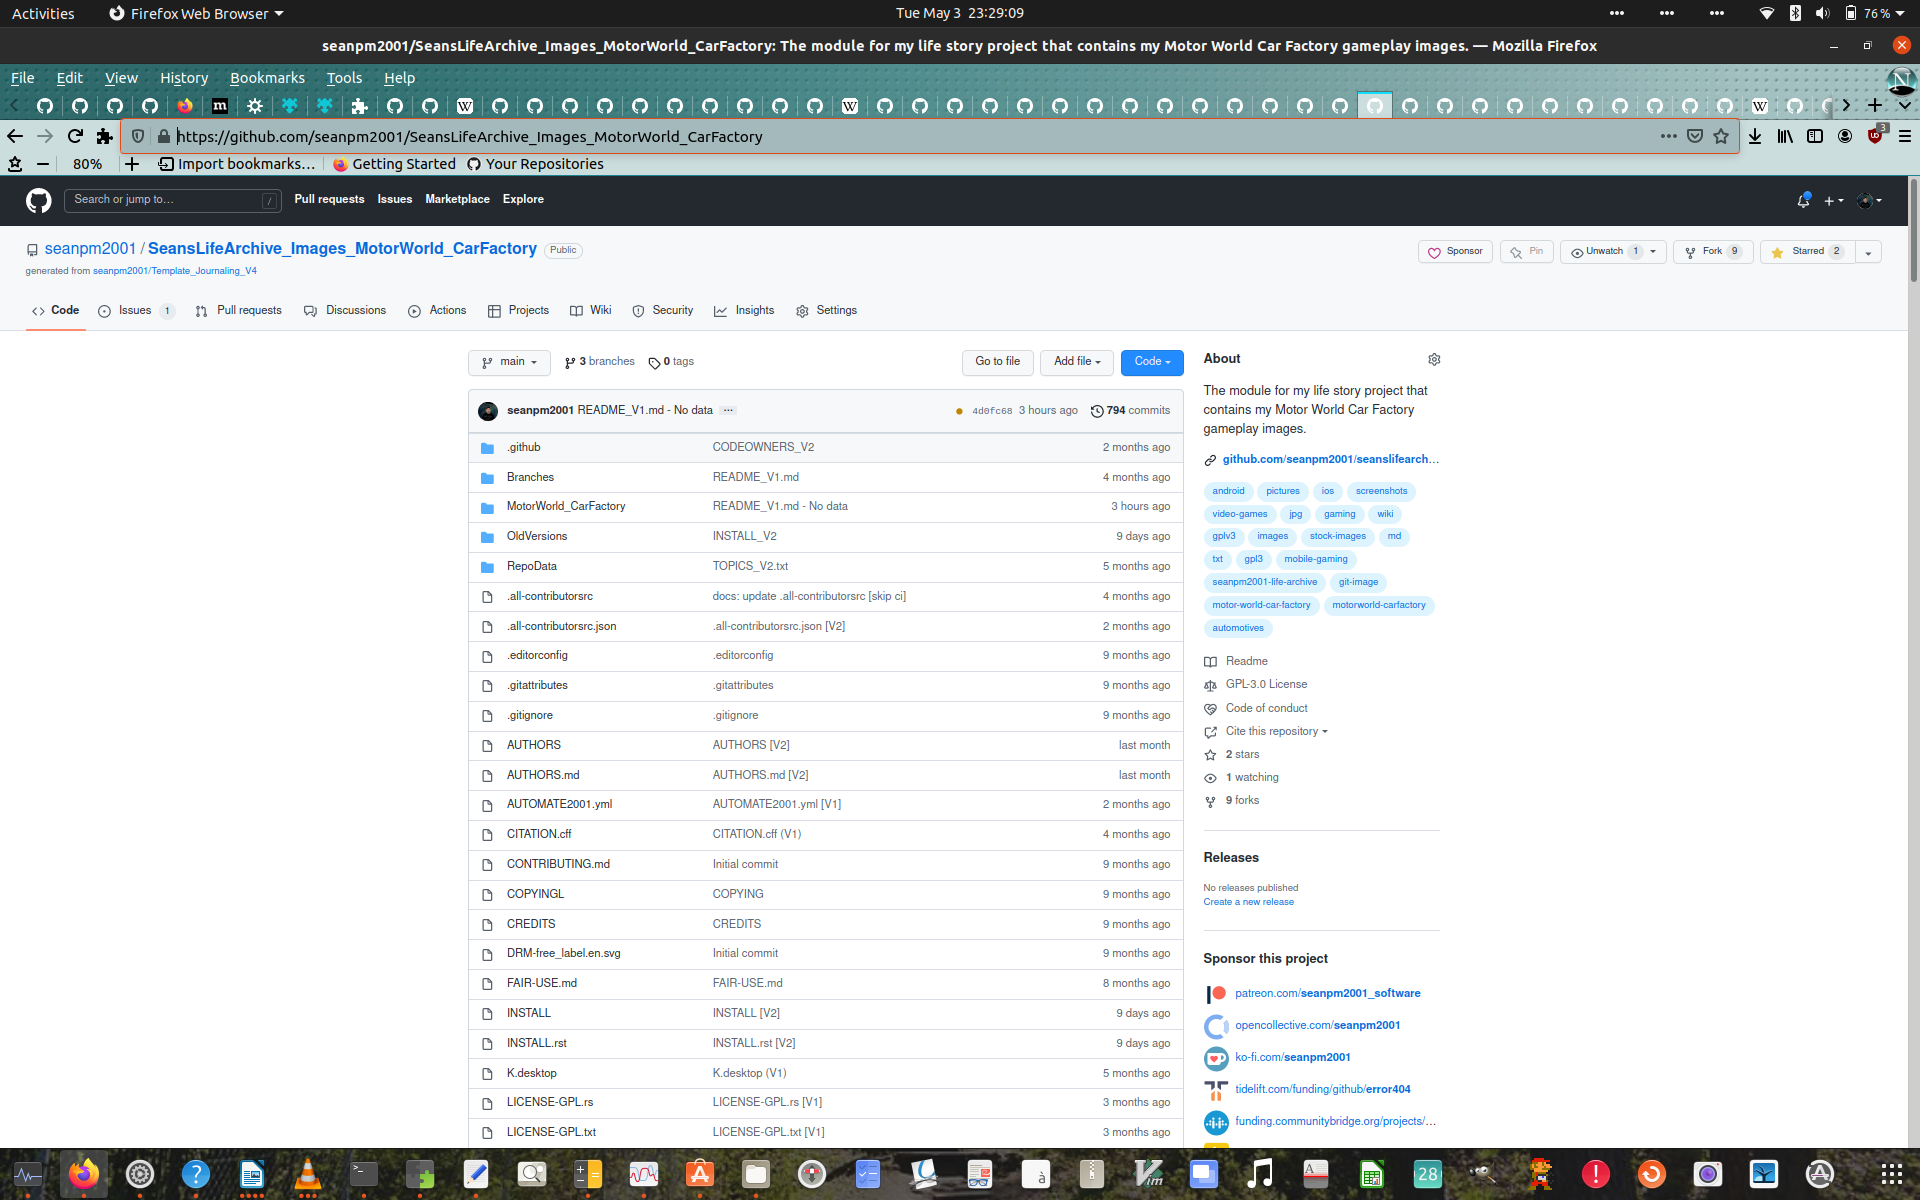 Activities Firefox Web Browser Tue May 3 23:29:09 76 %
seanpm2001/SeansLifeArchive_Images_MotorWorld_CarFactory: The module for my life story project that contains my Motor World Car Factory gameplay images. — Mozilla Firefox
File Edit View History Bookmarks Tools Help
https://github.com/seanpm2001/SeansLifeArchive_Images_MotorWorld_CarFactory 3
80% Import bookmarks… Getting Started Your Repositories
Search or jump to… / Pull requests Issues Marketplace Explore
seanpm2001 / SeansLifeArchive_Images_MotorWorld_CarFactory Public Sponsor Pin Unwatch 1 Fork 9 Starred 2
generated from seanpm2001/Template_Journaling_V4
Code Issues 1 Pull requests Discussions Actions Projects Wiki Security Insights Settings
main 3 branches 0 tags Go to file Add file Code
seanpm2001 README_V1.md - No data ... 4d0fc68 3 hours ago 794 commits
.github CODEOWNERS_V2 2 months ago
Branches README_V1.md 4 months ago
MotorWorld_CarFactory README_V1.md - No data 3 hours ago
OldVersions INSTALL_V2 9 days ago
RepoData TOPICS_V2.txt 5 months ago
.all-contributorsrc docs: update .all-contributorsrc [skip ci] 4 months ago
.all-contributorsrc.json .all-contributorsrc.json [V2] 2 months ago
.editorconfig .editorconfig 9 months ago
.gitattributes .gitattributes 9 months ago
.gitignore .gitignore 9 months ago
AUTHORS AUTHORS [V2] last month
AUTHORS.md AUTHORS.md [V2] last month
AUTOMATE2001.yml AUTOMATE2001.yml [V1] 2 months ago
CITATION.cff CITATION.cff (V1) 4 months ago
CONTRIBUTING.md Initial commit 9 months ago
COPYINGL COPYING 9 months ago
CREDITS CREDITS 9 months ago
DRM-free_label.en.svg Initial commit 9 months ago
FAIR-USE.md FAIR-USE.md 8 months ago
INSTALL INSTALL [V2] 9 days ago
INSTALL.rst INSTALL.rst [V2] 9 days ago
K.desktop K.desktop (V1) 5 months ago
LICENSE-GPL.rs LICENSE-GPL.rs [V1] 3 months ago
LICENSE-GPL.txt LICENSE-GPL.txt [V1] 3 months ago
About
The module for my life story project that
contains my Motor World Car Factory
gameplay images.
github.com/seanpm2001/seanslifearch…
android pictures ios screenshots
video-games jpg gaming wiki
gplv3 images stock-images md
txt gpl3 mobile-gaming
seanpm2001-life-archive git-image
motor-world-car-factory motorworld-carfactory
automotives
Readme
GPL-3.0 License
Code of conduct
Cite this repository
2 stars
1 watching
9 forks
Releases
No releases published
Create a new release
Sponsor this project
patreon.com/seanpm2001_software
opencollective.com/seanpm2001
ko-fi.com/seanpm2001
tidelift.com/funding/github/error404
funding.communitybridge.org/projects/…
28